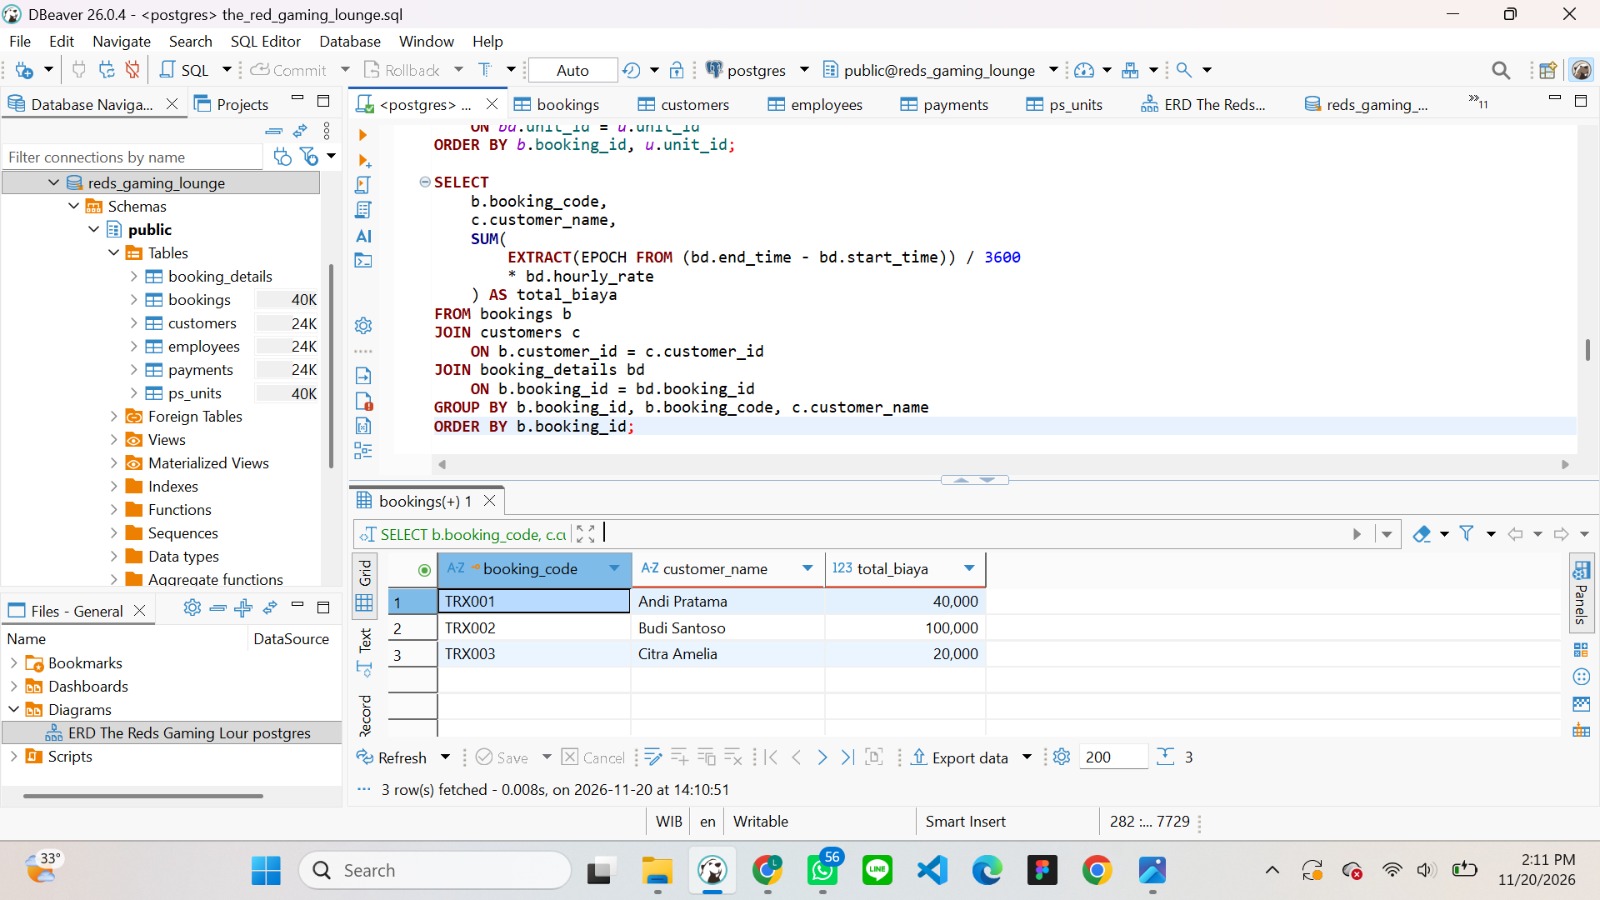 DBeaver 26.0.4 - <postgres> the_red_gaming_lounge.sql
File Edit Navigate Search SQL Editor Database Window Help
SQL Commit Rollback T Auto postgres public@reds_gaming_lounge
Database Naviga... Projects
<postgres> ... bookings customers employees payments ps_units ERD The Reds... reds_gaming_... »11
Filter connections by name
reds_gaming_lounge
Schemas
public
Tables
booking_details
bookings 40K
customers 24K
employees 24K
payments 24K
ps_units 40K
Foreign Tables
Views
Materialized Views
Indexes
Functions
Sequences
Data types
Aggregate functions
Files - General
Name DataSource
Bookmarks
Dashboards
Diagrams
ERD The Reds Gaming Lour postgres
Scripts
AI
ON bd.unit_id = u.unit_id
ORDER BY b.booking_id, u.unit_id;
SELECT
b.booking_code,
c.customer_name,
SUM(
EXTRACT(EPOCH FROM (bd.end_time - bd.start_time)) / 3600
* bd.hourly_rate
) AS total_biaya
FROM bookings b
JOIN customers c
ON b.customer_id = c.customer_id
JOIN booking_details bd
ON b.booking_id = bd.booking_id
GROUP BY b.booking_id, b.booking_code, c.customer_name
ORDER BY b.booking_id;
bookings(+) 1
SELECT b.booking_code, c.cu
Grid
Text
Record
Panels
A-Z booking_code A-Z customer_name 123 total_biaya
1 TRX001 Andi Pratama 40,000
2 TRX002 Budi Santoso 100,000
3 TRX003 Citra Amelia 20,000
Refresh Save Cancel Export data 200 3
3 row(s) fetched - 0.008s, on 2026-11-20 at 14:10:51
WIB en Writable Smart Insert 282 :... 7729
33°
Search
56
LINE
2:11 PM
11/20/2026